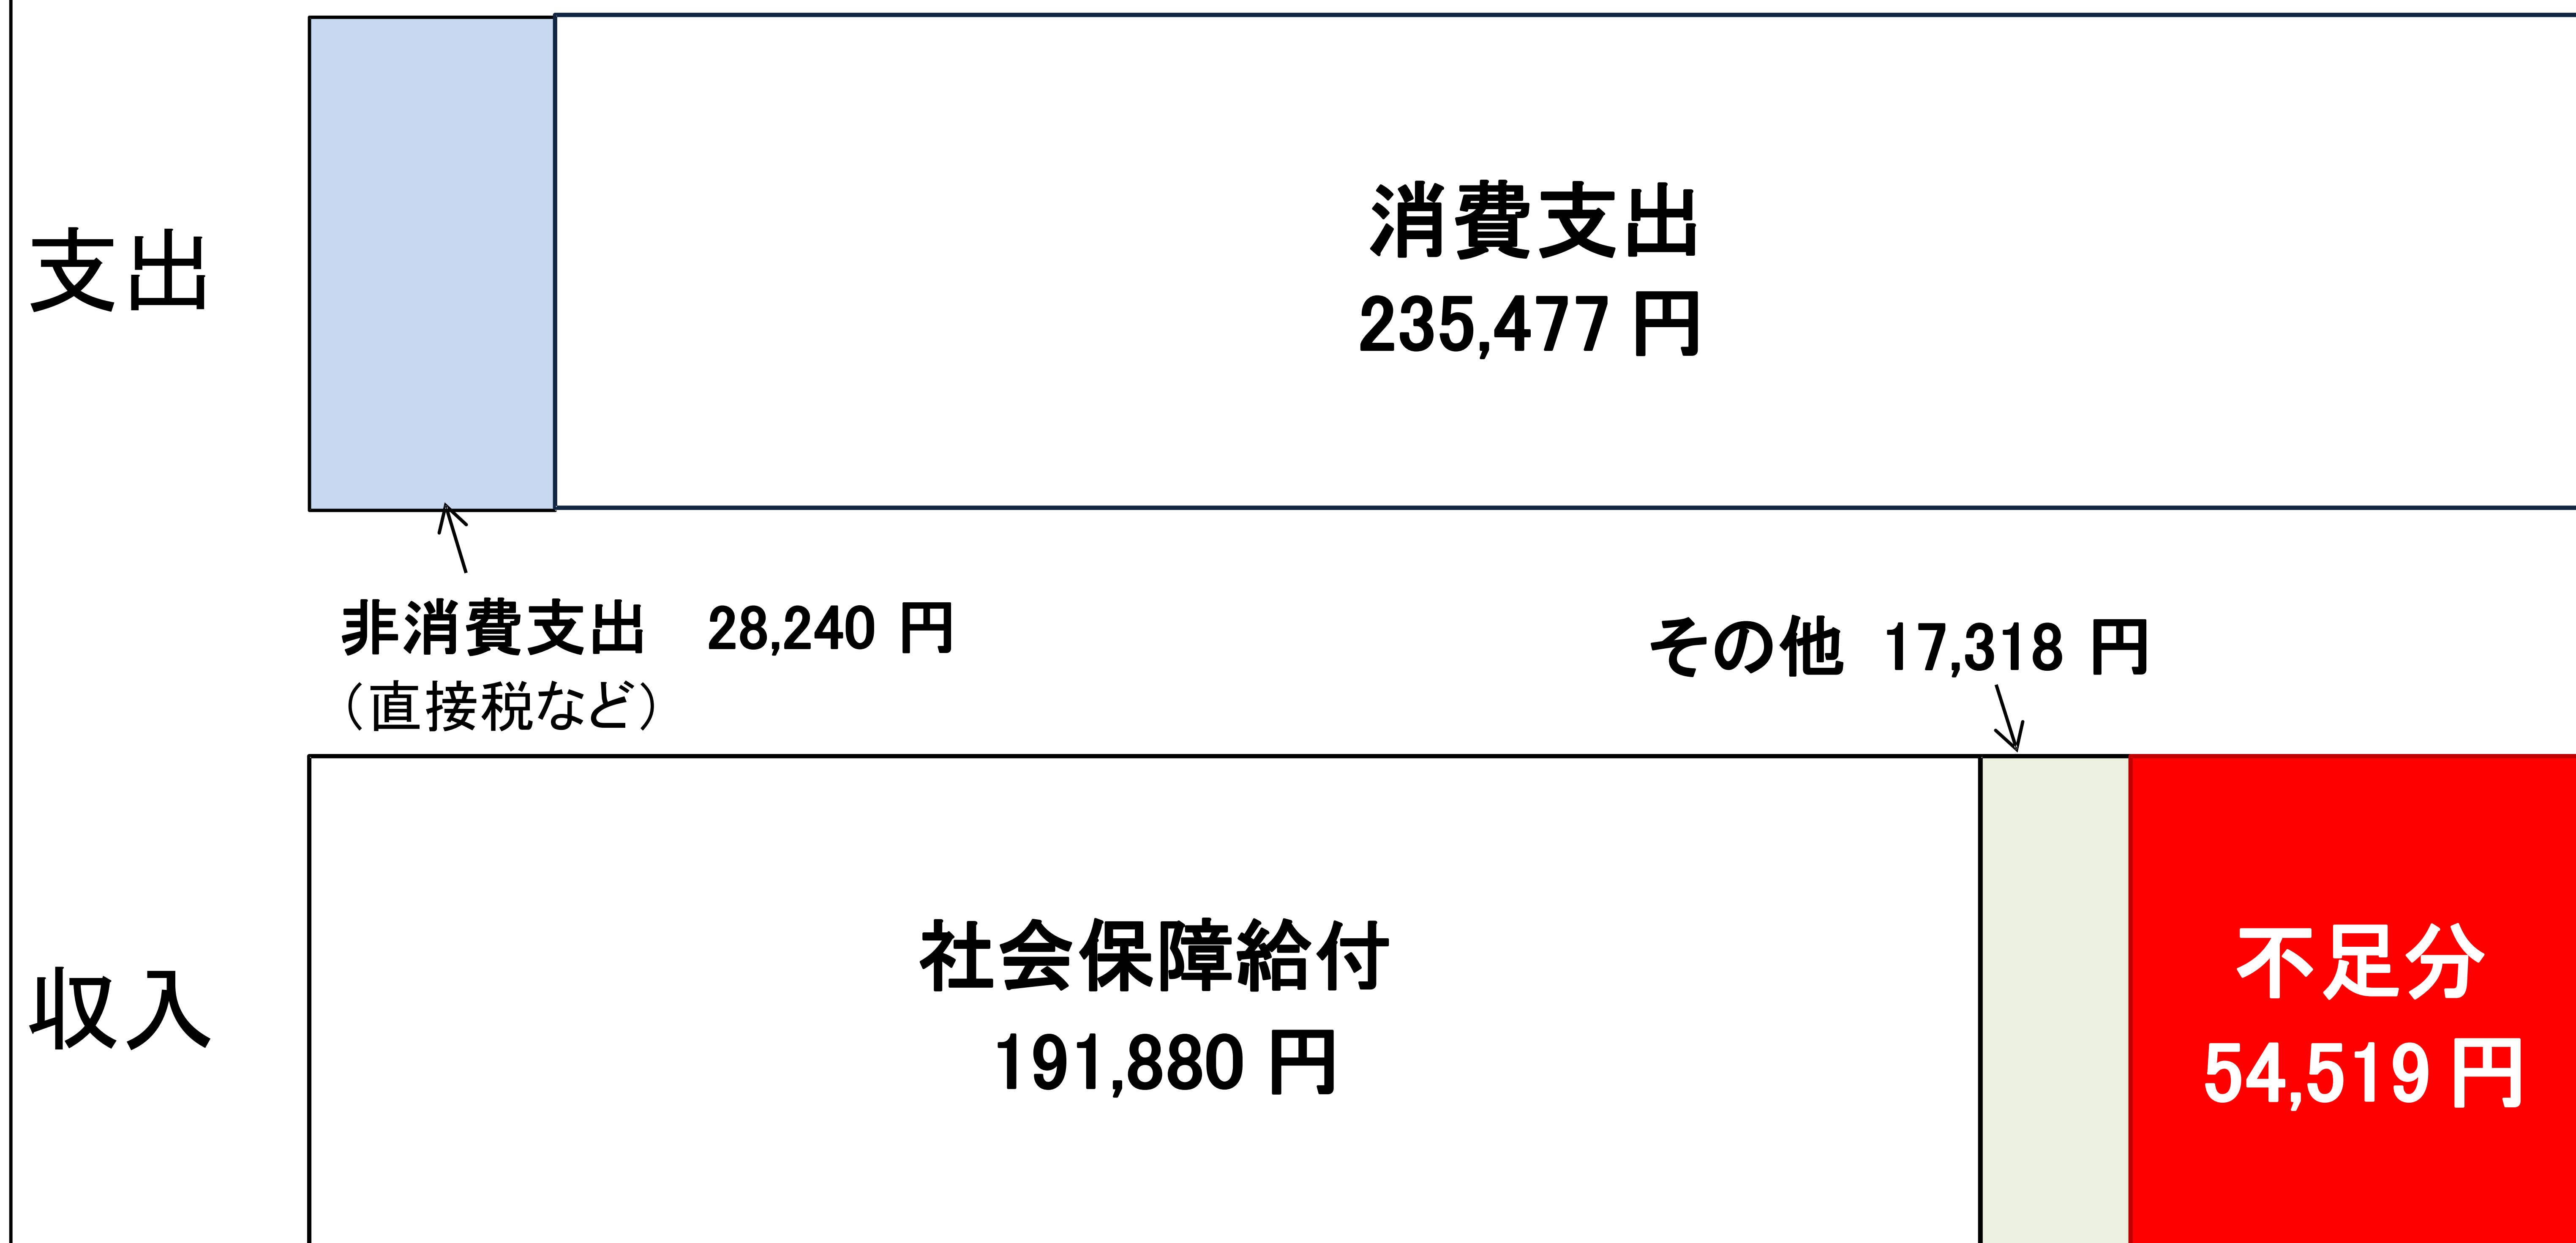 支出
消費支出
235,477 円
非消費支出 28,240 円
（直接税など）
その他 17,318 円
収入
社会保障給付
191,880 円
不足分
54,519 円